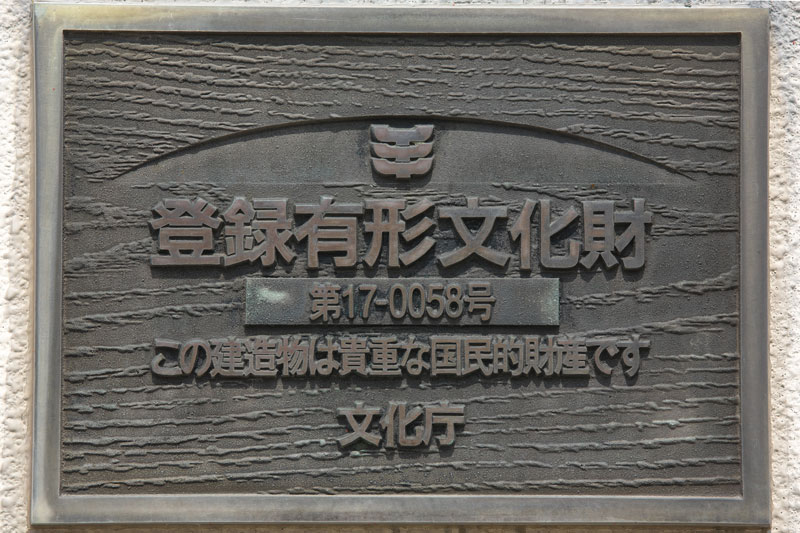 登録有形文化財
第17-0058号
この建造物は貴重な国民的財産です
文化庁